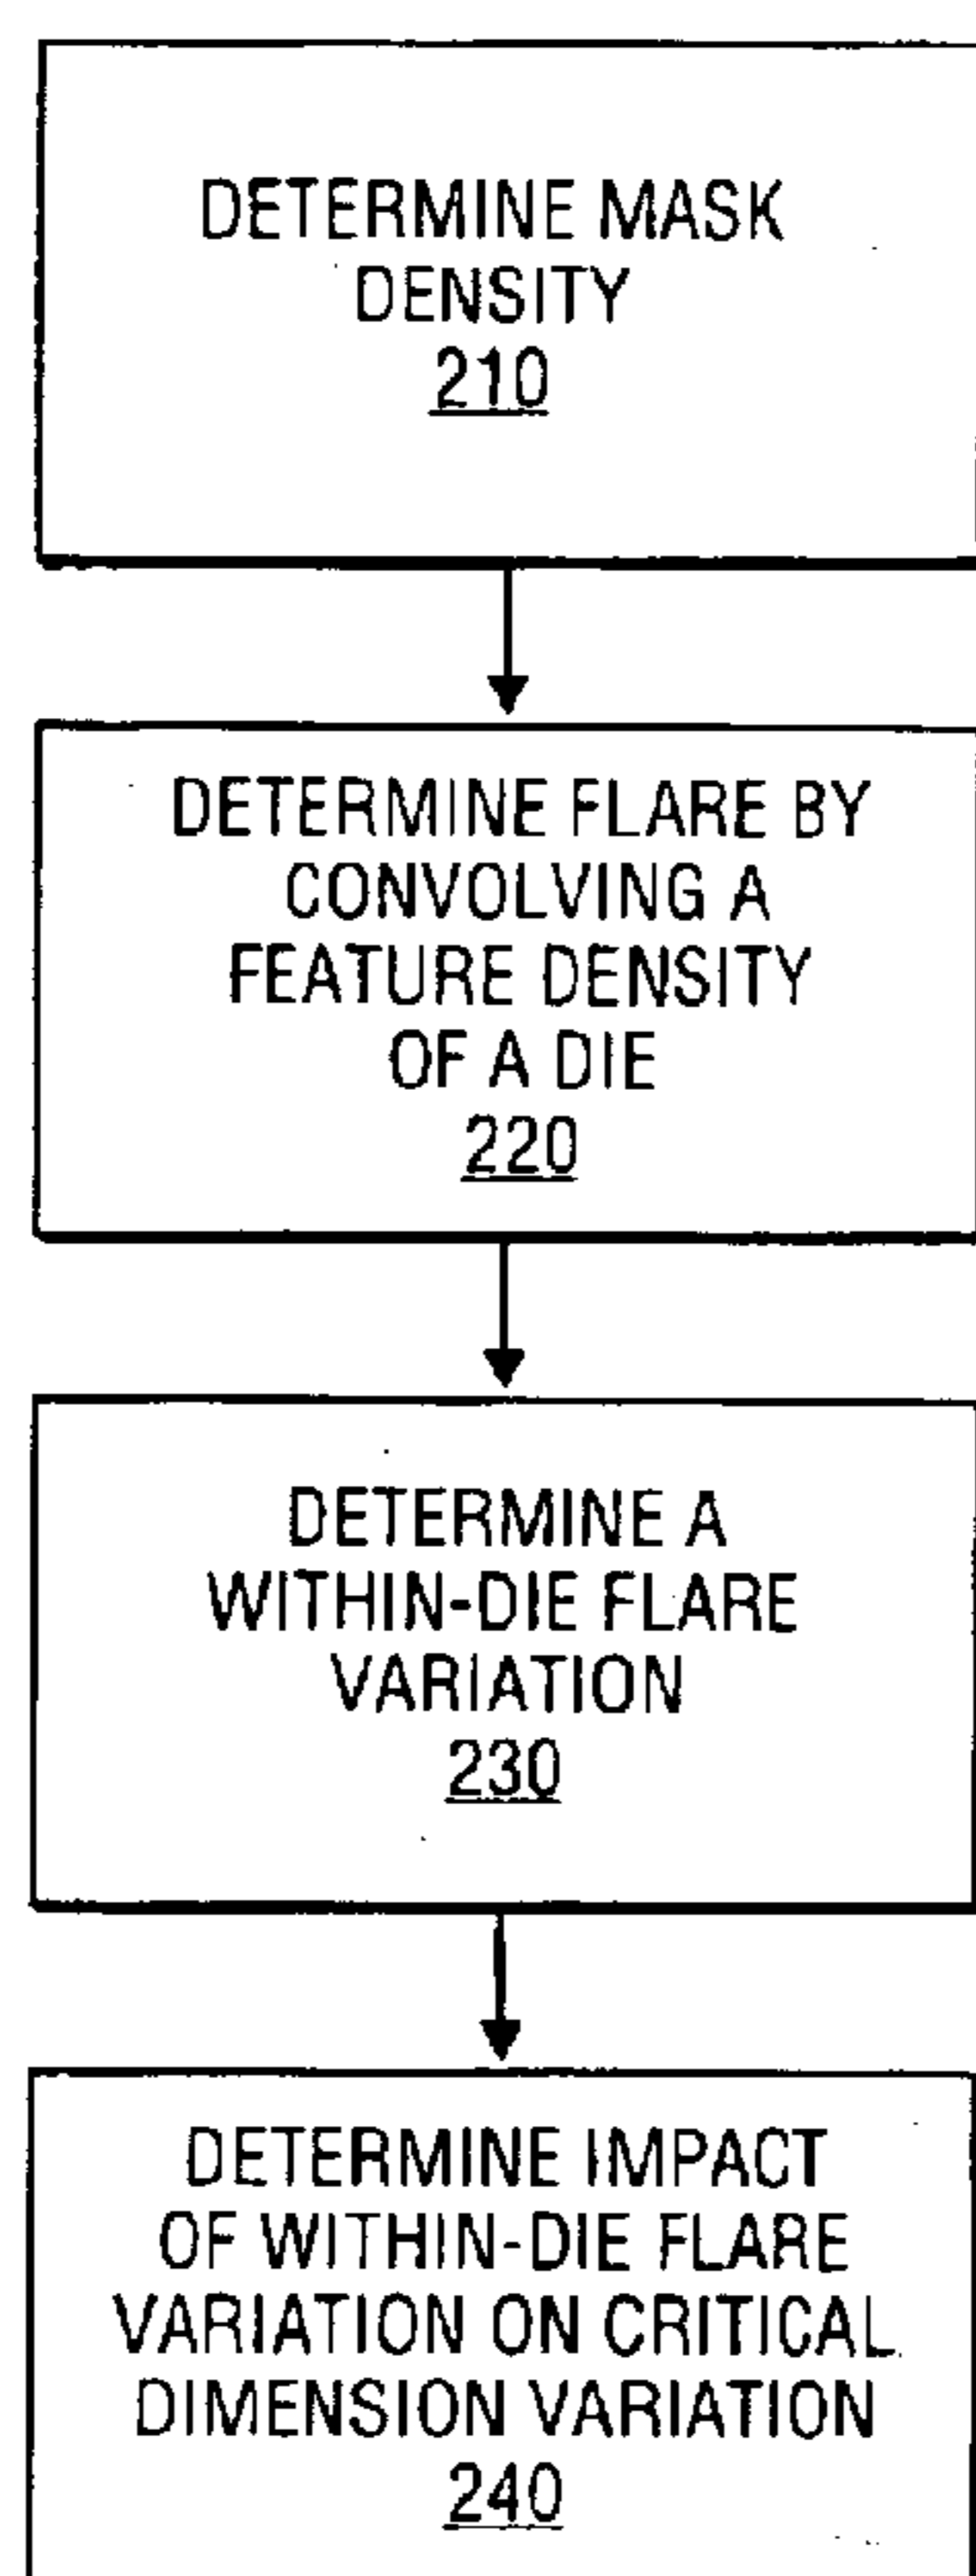 DETERMINE MASK
DENSITY
210
DETERMINE FLARE BY
CONVOLVING A
FEATURE DENSITY
OF A DIE
220
DETERMINE A
WITHIN-DIE FLARE
VARIATION
230
DETERMINE IMPACT
OF WITHIN-DIE FLARE
VARIATION ON CRITICAL
DIMENSION VARIATION
240